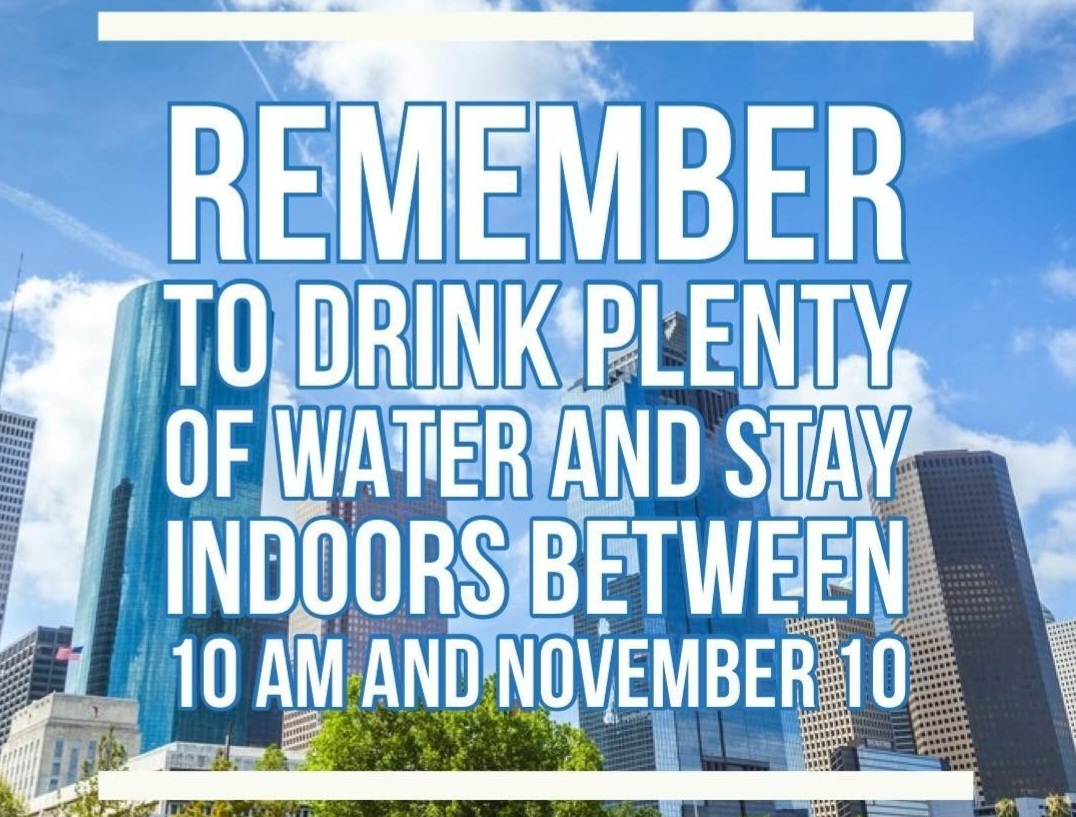 REMEMBER
TO DRINK PLENTY
OF WATER AND STAY
INDOORS BETWEEN
10 AM AND NOVEMBER 10